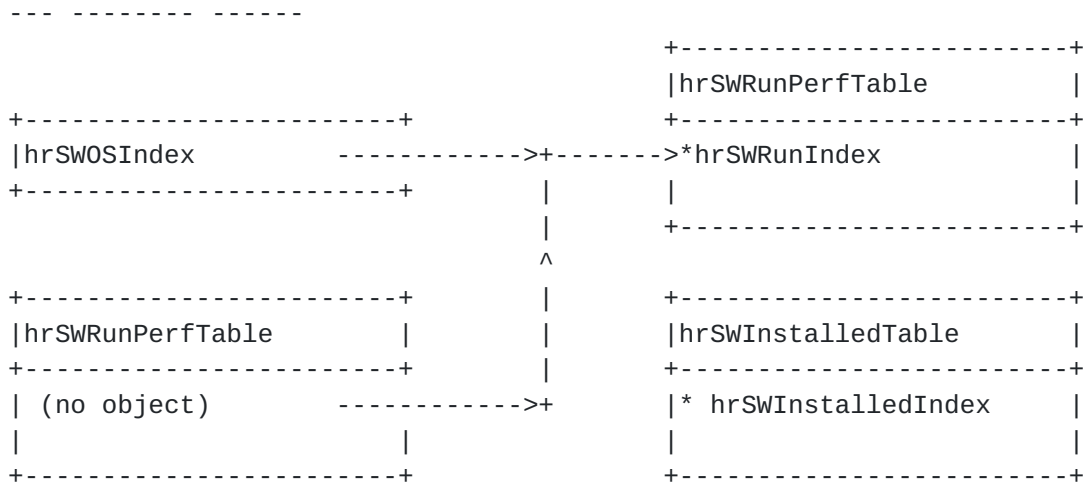 --- -------- ------
+-------------------------+
|hrSWRunPerfTable         |
+------------------------+               +-------------------------+
|hrSWOSIndex         ------------>+------->*hrSWRunIndex            |
+------------------------+        |      |                         |
                                  |      +-------------------------+
                                  ^
+------------------------+        |      +-------------------------+
|hrSWRunPerfTable        |        |      |hrSWInstalledTable       |
+------------------------+        |      +-------------------------+
| (no object)        ------------>+      |* hrSWInstalledIndex     |
|                        |               |                         |
+------------------------+               +-------------------------+